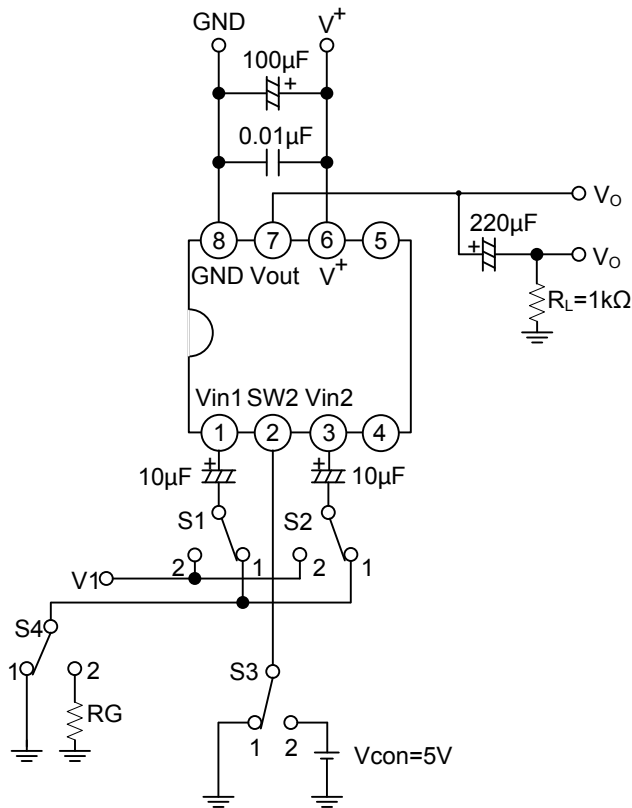 GND V+
100µF
+
0.01µF
Vo
220µF
+
Vo
RL=1kΩ
8 7 6 5
GND Vout V+
Vin1 SW2 Vin2
1 2 3 4
+ +
10µF 10µF
S1 S2
2 1 2 1
V1
S4
1 2
RG
S3
1 2
Vcon=5V